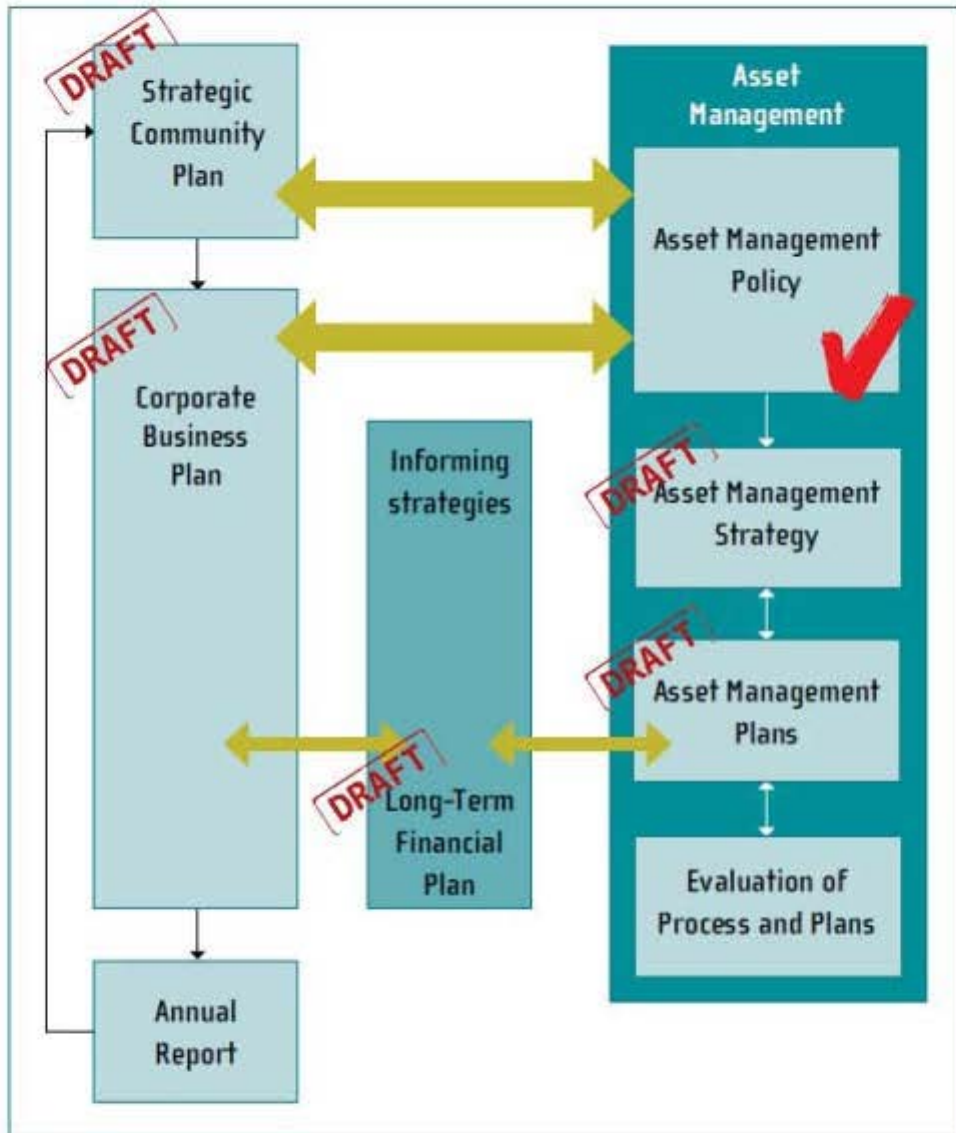 DRAFT
Strategic
Community
Plan
DRAFT
Corporate
Business
Plan
Annual
Report
Informing
strategies
DRAFT
Long-Term
Financial
Plan
Asset
Management
Asset Management
Policy
DRAFT
Asset Management
Strategy
DRAFT
Asset Management
Plans
Evaluation of
Process and Plans